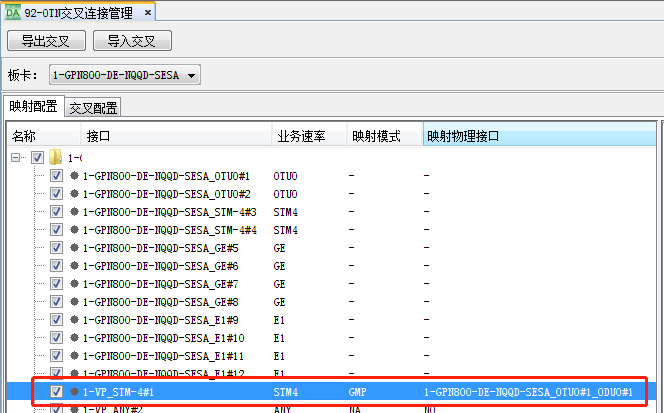 DA 92-OTN交叉连接管理 ×
导出交叉 导入交叉
板卡: 1-GPN800-DE-NQQD-SESA
映射配置 交叉配置
名称 接口 业务速率 映射模式 映射物理接口
1-(
1-GPN800-DE-NQQD-SESA_OTU0#1 OTU0 - -
1-GPN800-DE-NQQD-SESA_OTU0#2 OTU0 - -
1-GPN800-DE-NQQD-SESA_STM-4#3 STM4 - -
1-GPN800-DE-NQQD-SESA_STM-4#4 STM4 - -
1-GPN800-DE-NQQD-SESA_GE#5 GE - -
1-GPN800-DE-NQQD-SESA_GE#6 GE - -
1-GPN800-DE-NQQD-SESA_GE#7 GE - -
1-GPN800-DE-NQQD-SESA_GE#8 GE - -
1-GPN800-DE-NQQD-SESA_E1#9 E1 - -
1-GPN800-DE-NQQD-SESA_E1#10 E1 - -
1-GPN800-DE-NQQD-SESA_E1#11 E1 - -
1-GPN800-DE-NQQD-SESA_E1#12 E1 - -
1-VP_STM-4#1 STM4 GMP 1-GPN800-DE-NQQD-SESA_OTU0#1_ODU0#1
1-VP_ANY#2 ANY NA NO